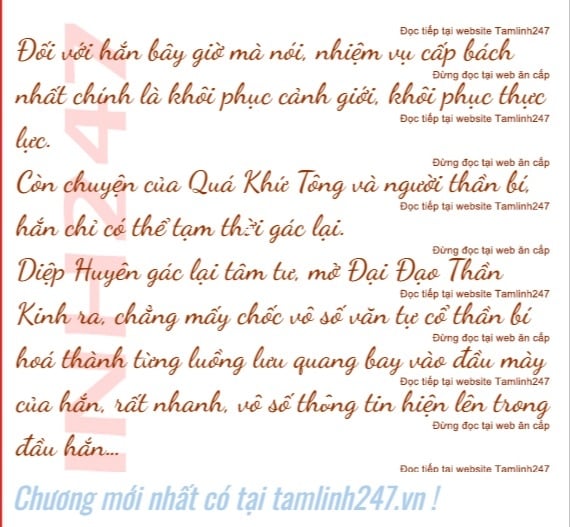 Đọc tiếp tại website Tamlinh247
Đối với hắn bây giờ mà nói, nhiệm vụ cấp bách
Đừng đọc tại web ăn cắp
nhất chính là khôi phục cảnh giới, khôi phục thực
Đọc tiếp tại website Tamlinh247
lực.
Đừng đọc tại web ăn cắp
Còn chuyện của Quá Khứ Tông và người thần bí,
Đọc tiếp tại website Tamlinh247
hắn chỉ có thể tạm thời gác lại.
Đừng đọc tại web ăn cắp
Diệp Huyên gác lại tâm tư, mở Đại Đạo Thần
Đọc tiếp tại website Tamlinh247
Kinh ra, chẳng mấy chốc vô số văn tự cổ thần bí
Đừng đọc tại web ăn cắp
hoá thành từng luồng lưu quang bay vào đầu mày
Đọc tiếp tại website Tamlinh247
của hắn, rất nhanh, vô số thông tin hiện lên trong
Đừng đọc tại web ăn cắp
đầu hắn...
Đọc tiếp tại website Tamlinh247
Chương mới nhất có tại tamlinh247.vn !
INH247